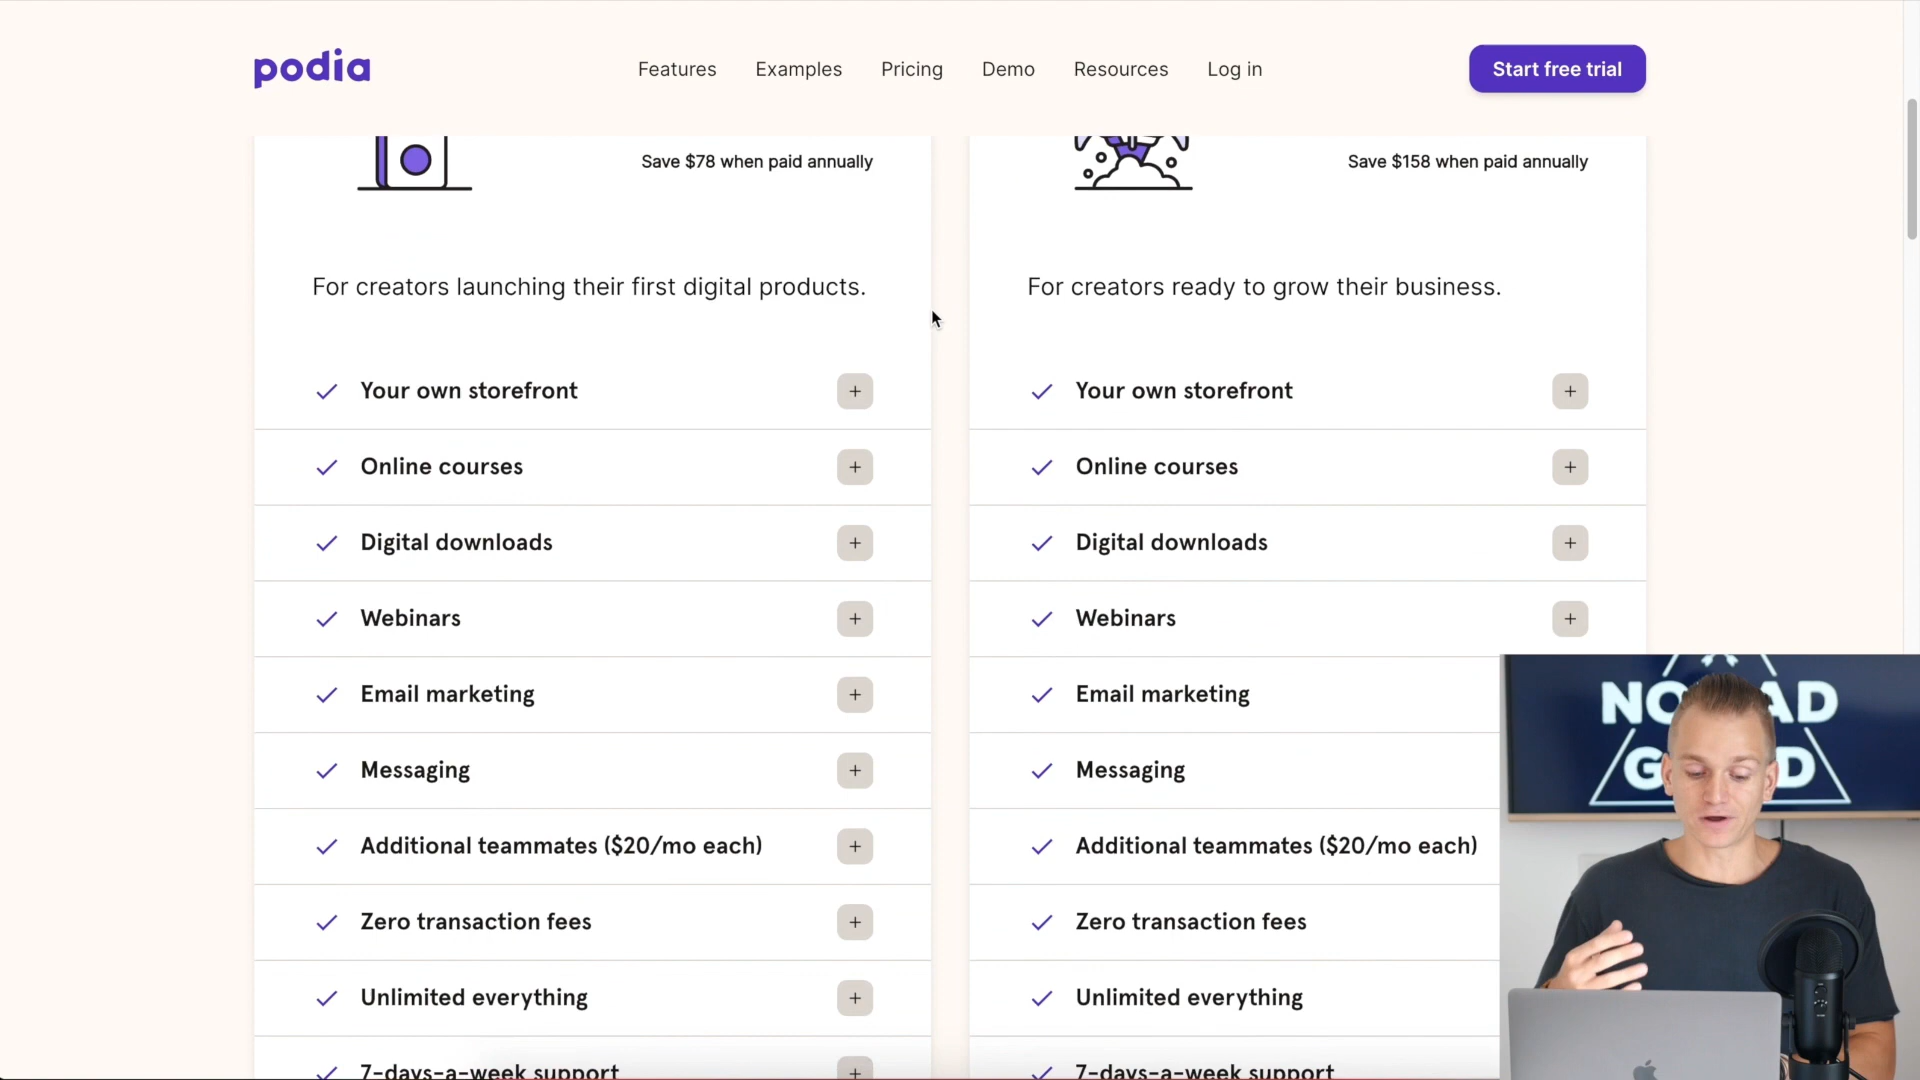 podia
Features
Examples
Pricing
Demo
Resources
Log in
Start free trial
Save $78 when paid annually
For creators launching their first digital products.
Your own storefront
Online courses
Digital downloads
Webinars
Email marketing
Messaging
Additional teammates ($20/mo each)
Zero transaction fees
Unlimited everything
7-days-a-week support
Save $158 when paid annually
For creators ready to grow their business.
Your own storefront
Online courses
Digital downloads
Webinars
Email marketing
Messaging
Additional teammates ($20/mo each)
Zero transaction fees
Unlimited everything
7-days-a-week support